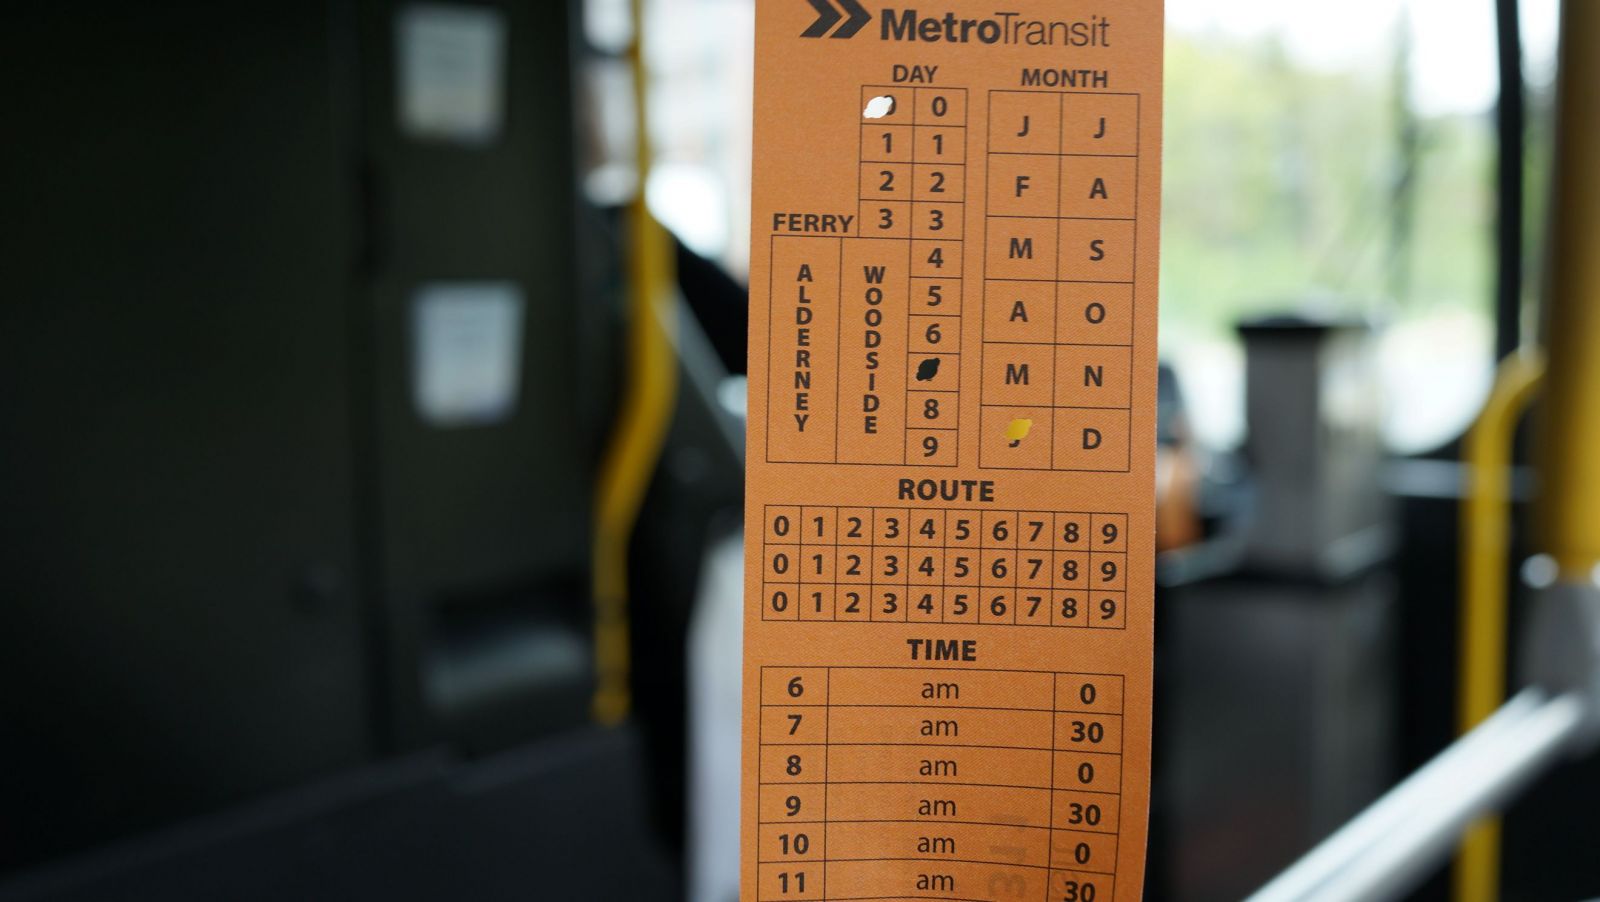 MetroTransit
DAY
0
1 1
2 2
3 3
4
5
6
8
9
FERRY
ALDERNEY
WOODSIDE
MONTH
J J
F A
M S
A O
M N
J D
ROUTE
0 1 2 3 4 5 6 7 8 9
0 1 2 3 4 5 6 7 8 9
0 1 2 3 4 5 6 7 8 9
TIME
6 am 0
7 am 30
8 am 0
9 am 30
10 am 0
11 am 30